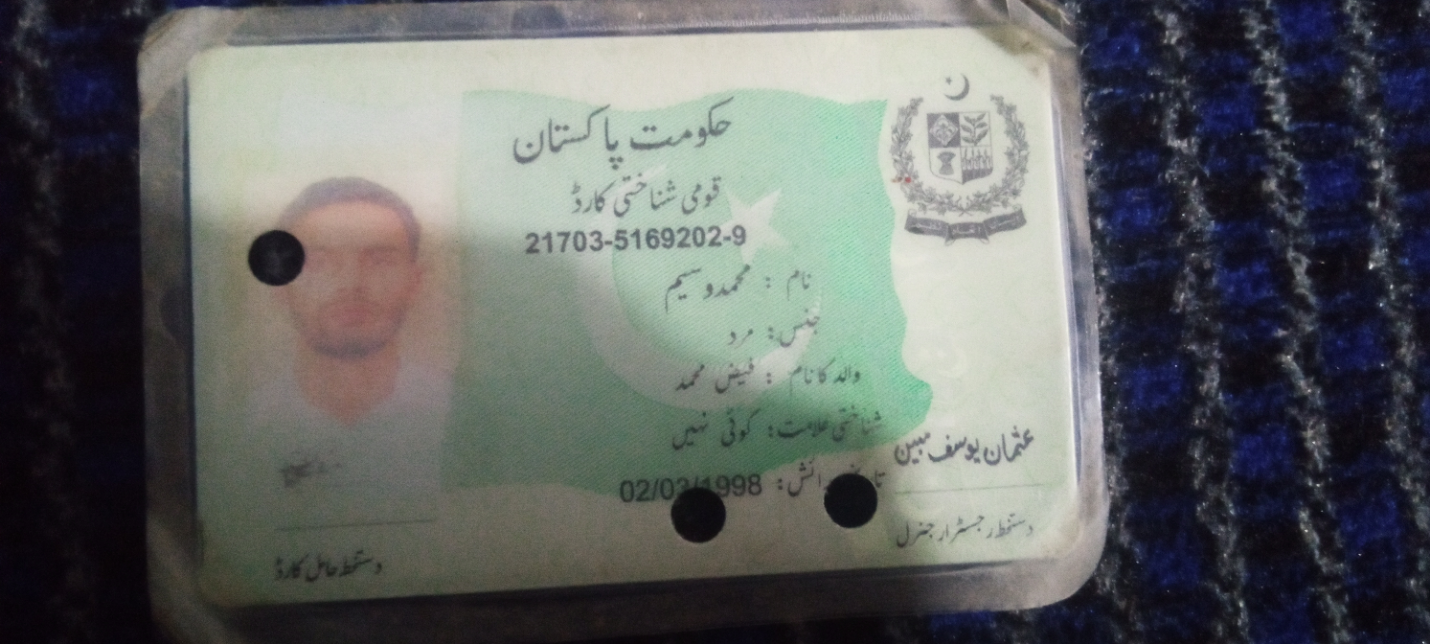 حکومت پاکستان
قومی شناختی کارڈ
21703-5169202-9
نام : محمد وسیم
جنس: مرد
والد کا نام : فیض محمد
شناختی علامت: کوئی نہیں
02/03/1998
عثمان یوسف مبین
دستخط رجسٹرار جنرل
دستخط حامل کارڈ